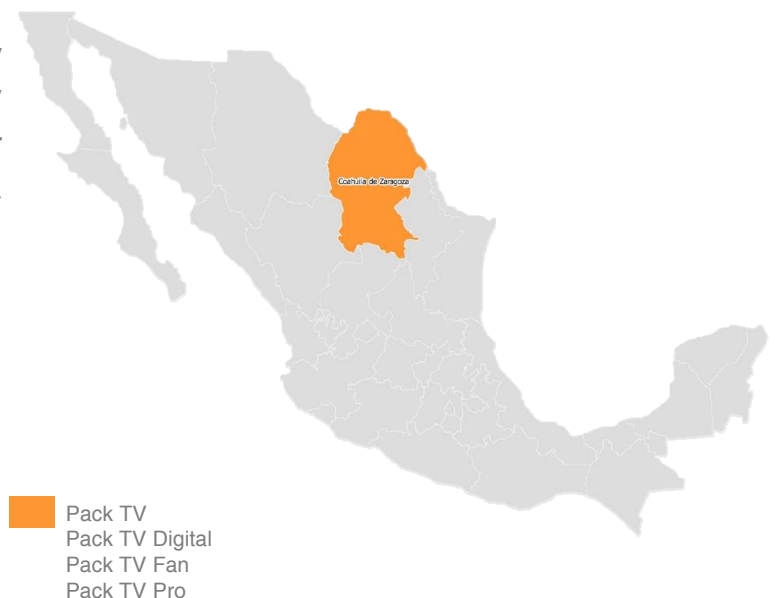 Coahuila de Zaragoza
Pack TV
Pack TV Digital
Pack TV Fan
Pack TV Pro